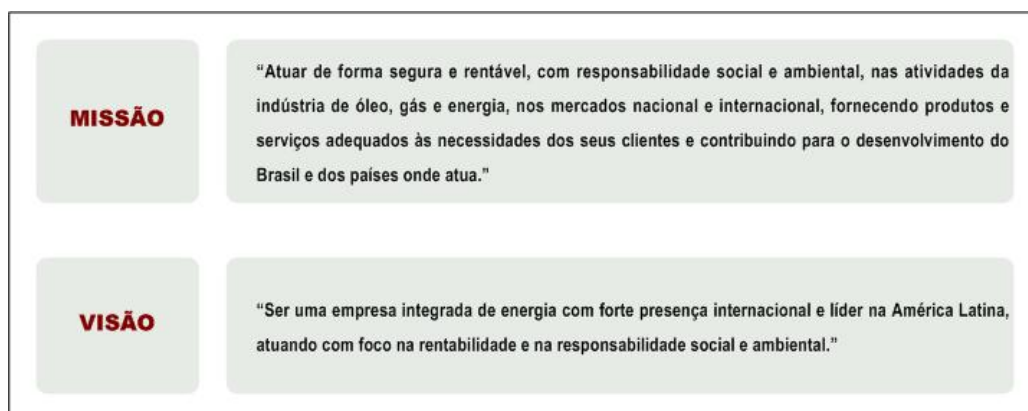 MISSÃO
“Atuar de forma segura e rentável, com responsabilidade social e ambiental, nas atividades da
indústria de óleo, gás e energia, nos mercados nacional e internacional, fornecendo produtos e
serviços adequados às necessidades dos seus clientes e contribuindo para o desenvolvimento do
Brasil e dos países onde atua.”
VISÃO
“Ser uma empresa integrada de energia com forte presença internacional e líder na América Latina,
atuando com foco na rentabilidade e na responsabilidade social e ambiental.”